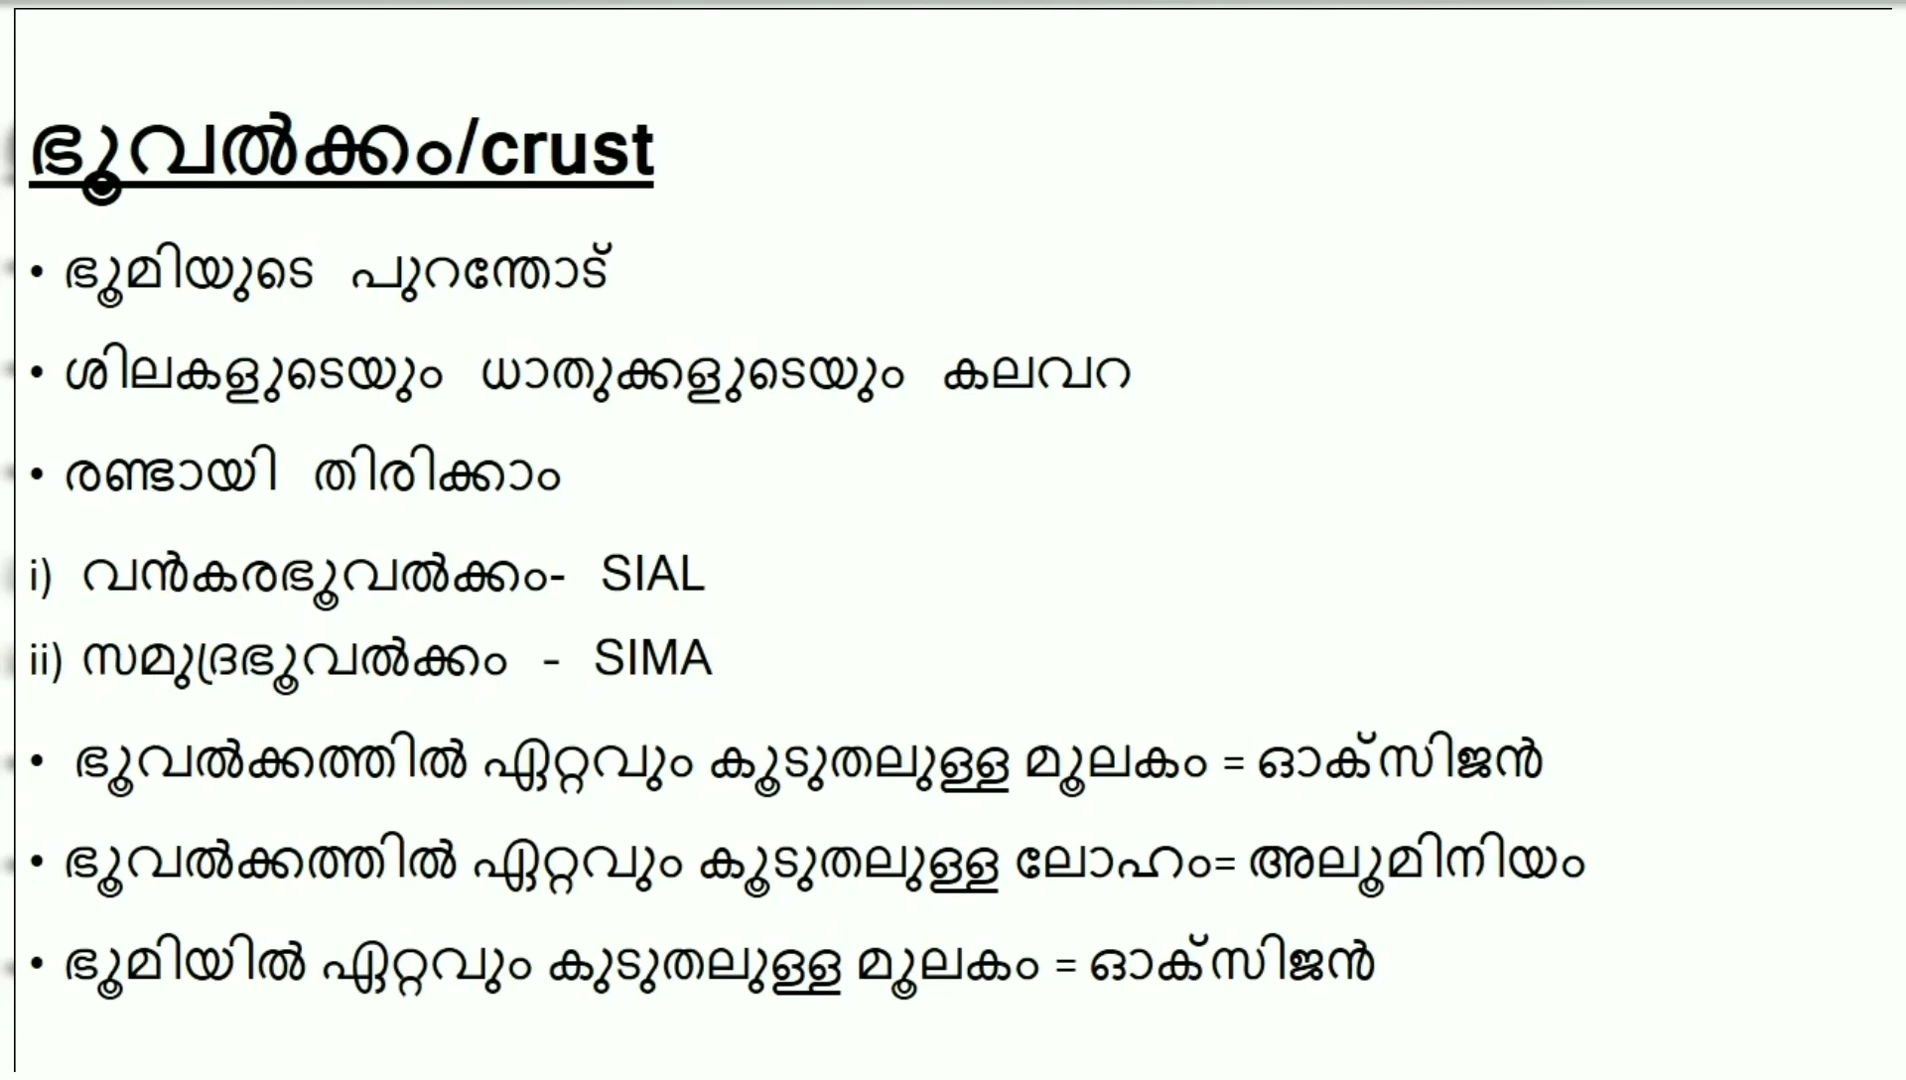 ഭൂവൽക്കം/crust
• ഭൂമിയുടെ പുറന്തോട്
• ശിലകളുടെയും ധാതുക്കളുടെയും കലവറ
• രണ്ടായി തിരിക്കാം
i) വൻകരഭൂവൽക്കം- SIAL
ii) സമുദ്രഭൂവൽക്കം - SIMA
• ഭൂവൽക്കത്തിൽ ഏറ്റവും കൂടുതലുള്ള മൂലകം = ഓക്സിജൻ
• ഭൂവൽക്കത്തിൽ ഏറ്റവും കൂടുതലുള്ള ലോഹം= അലൂമിനിയം
• ഭൂമിയിൽ ഏറ്റവും കുടുതലുള്ള മൂലകം = ഓക്സിജൻ